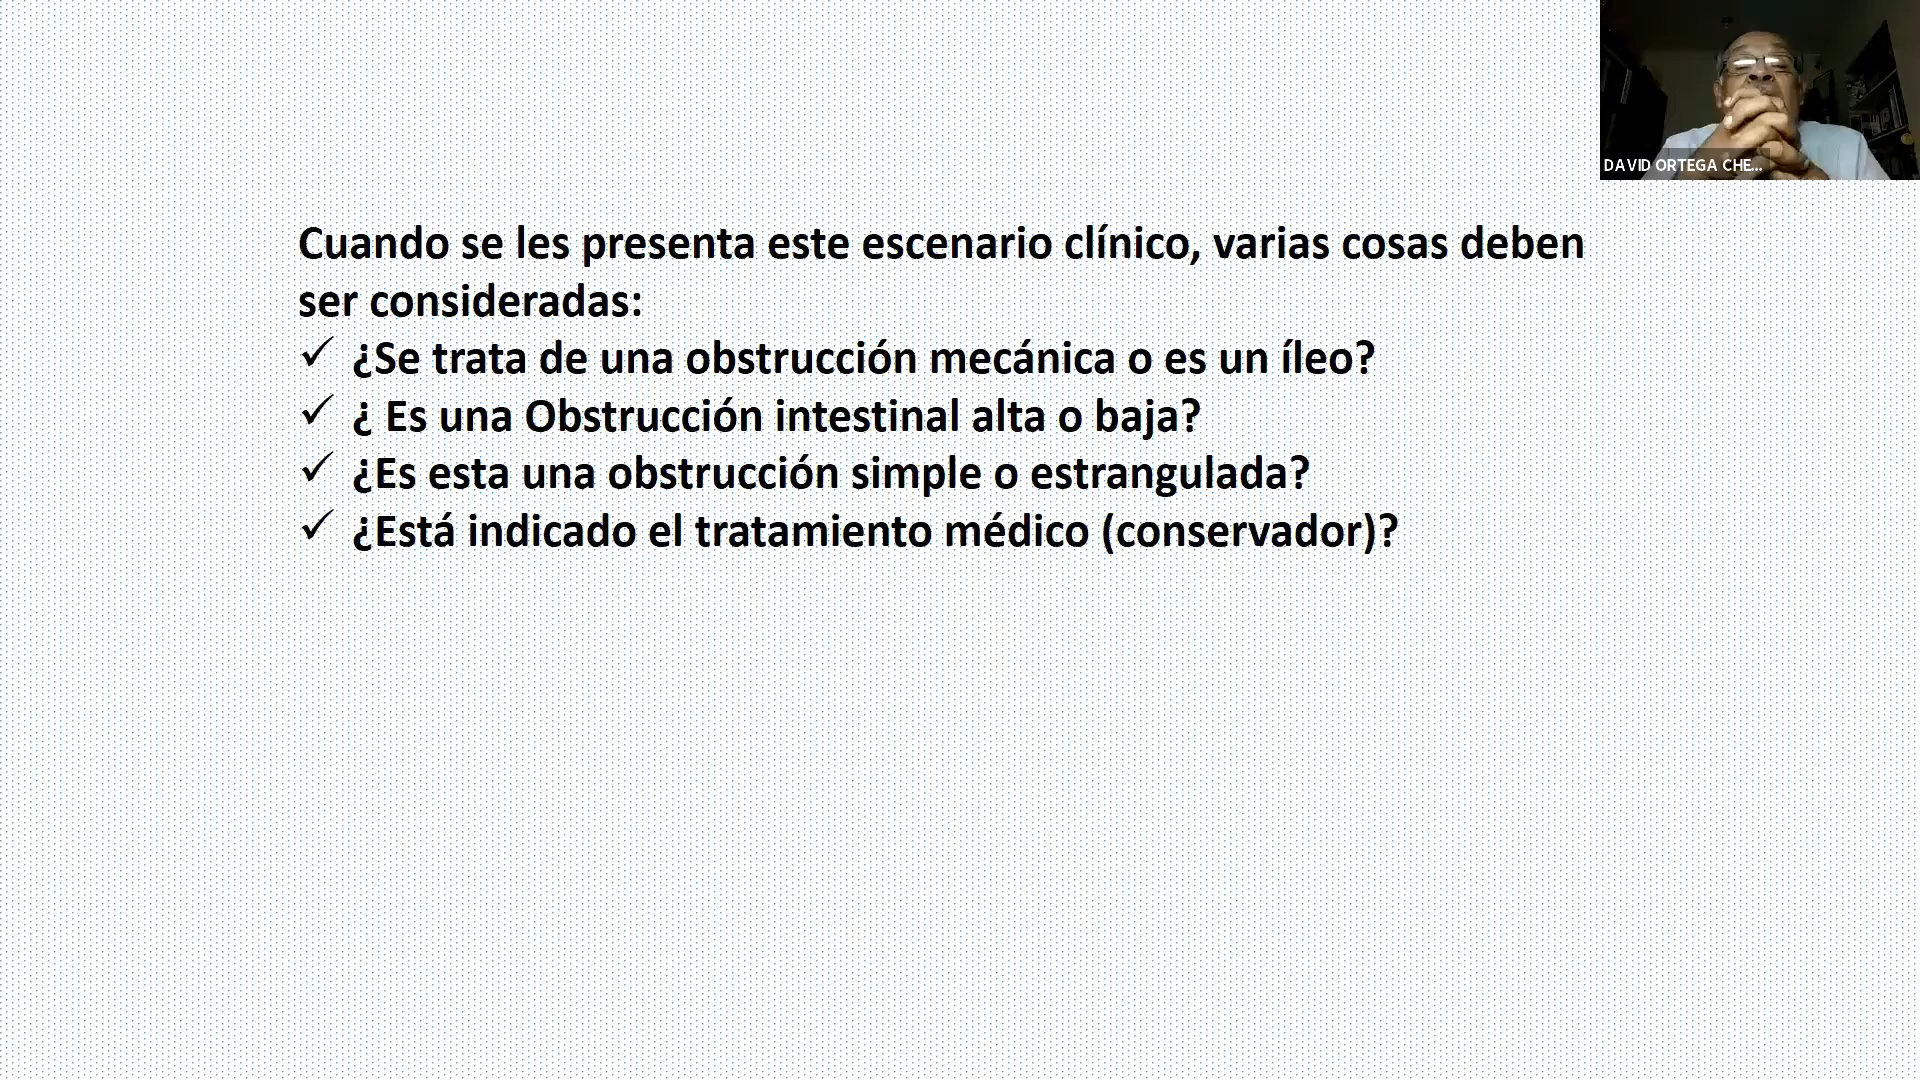 DAVID ORTEGA CHE...
Cuando se les presenta este escenario clínico, varias cosas deben
ser consideradas:
✓ ¿Se trata de una obstrucción mecánica o es un íleo?
✓ ¿ Es una Obstrucción intestinal alta o baja?
✓ ¿Es esta una obstrucción simple o estrangulada?
✓ ¿Está indicado el tratamiento médico (conservador)?